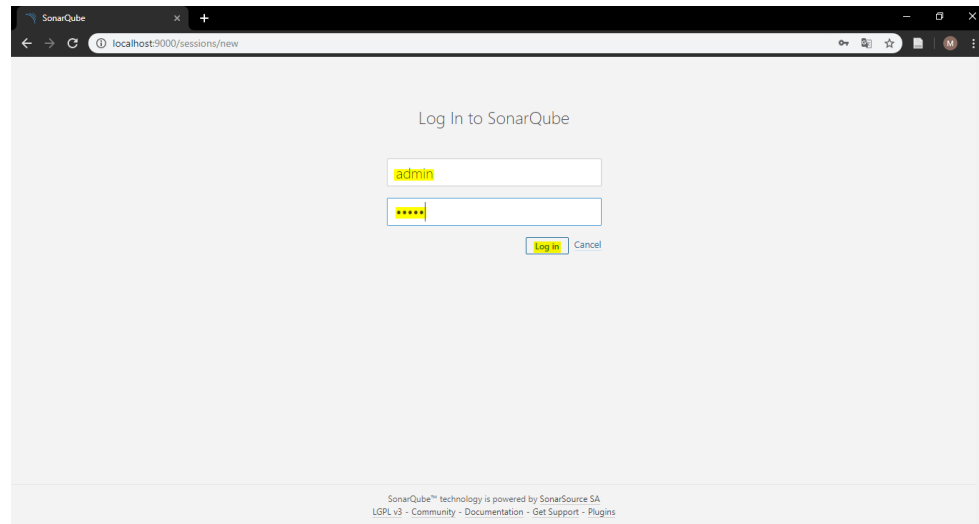 SonarQube
localhost:9000/sessions/new
M
Log In to SonarQube
admin
•••••
Log in Cancel
SonarQube™ technology is powered by SonarSource SA
LGPL v3 - Community - Documentation - Get Support - Plugins